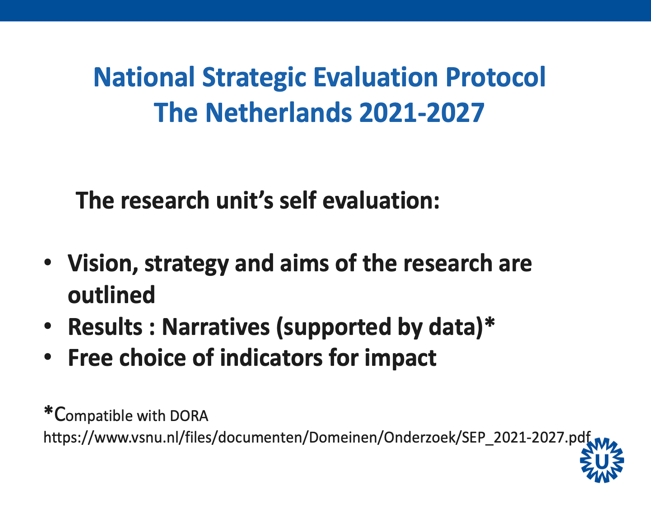 National Strategic Evaluation Protocol
The Netherlands 2021-2027
The research unit's self evaluation:
• Vision, strategy and aims of the research are
outlined
• Results : Narratives (supported by data)*
• Free choice of indicators for impact
*Compatible with DORA
https://www.vsnu.nl/files/documenten/Domeinen/Onderzoek/SEP_2021-2027.pdf
U